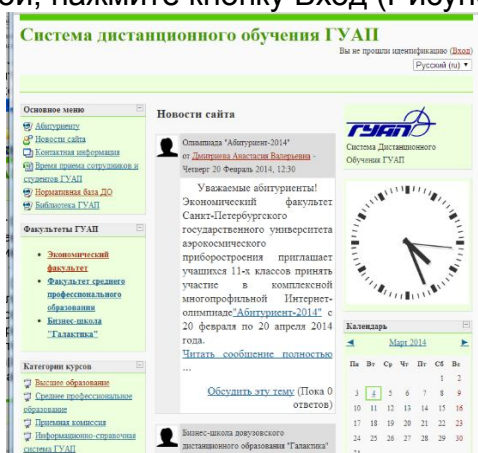 ой, нажмите кнопку Вход (Рисун
Система дистанционного обучения ГУАП
Вы не прошли идентификацию (Вход)
Русский (ru)
Основное меню
Абитуриенту
Новости сайта
Контактная информация
Время приема сотрудников и
студентов ГУАП
Нормативная база ДО
Библиотека ГУАП
Факультеты ГУАП
Экономический
факультет
Факультет среднего
профессионального
образования
Бизнес-школа
"Галактика"
Категории курсов
Высшее образование
Среднее профессиональное
образование
Приемная комиссия
Информационно-справочная
система ГУАП
Новости сайта
Олимпиада "Абитуриент-2014"
от Дмитриева Анастасия Валерьевна -
Четверг 20 Февраль 2014, 12:30
Уважаемые абитуриенты!
Экономический факультет
Санкт-Петербургского
государственного университета
аэрокосмического
приборостроения приглашает
учащихся 11-х классов принять
участие в комплексной
многопрофильной Интернет-
олимпиаде"Абитуриент-2014" с
20 февраля по 20 апреля 2014
года.
Читать сообщение полностью
...
Обсудить эту тему (Пока 0
ответов)
Бизнес-школа довузовского
дистанционного образования "Галактика"
ГУАП
Система Дистанционного
Обучения ГУАП
Календарь
Март 2014
Пн Вт Ср Чт Пт Сб Вс
1 2
3 4 5 6 7 8 9
10 11 12 13 14 15 16
17 18 19 20 21 22 23
24 25 26 27 28 29 30